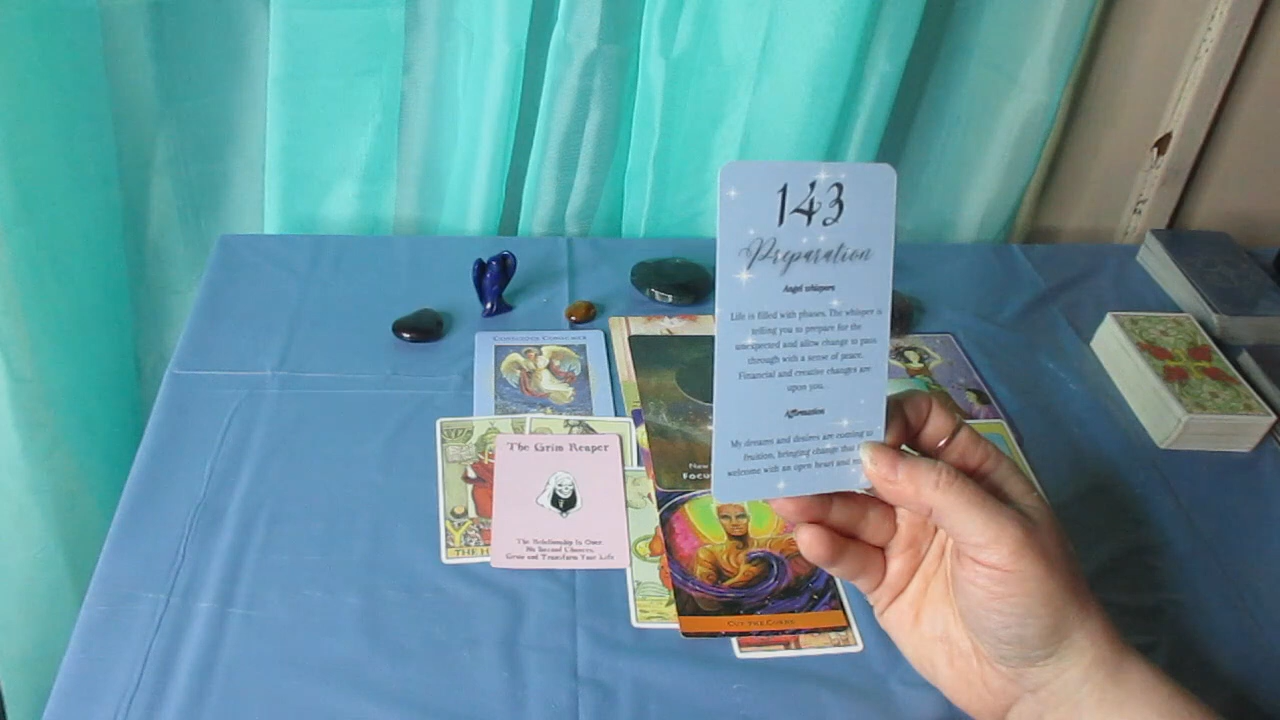 143
Preparation
Angel whispers
Life is filled with phases. The whisper is
telling you to prepare for the
unexpected and allow change to pass
through with a sense of peace.
Financial and creative changes are
upon you.
Affirmation
My dreams and desires are coming to
fruition, bringing change that
welcome with an open heart and
Conscious
The Grim Reaper
The Relationship Is Over.
No Second Chances.
Grow and Transform Your Life
THE H
New
Focus
Cut the Cords